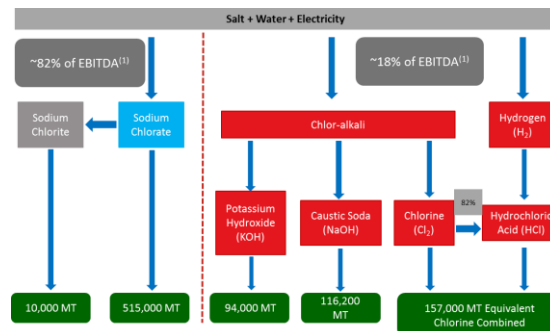 Salt + Water + Electricity
~82% of EBITDA(1)
~18% of EBITDA(1)
Sodium
Chlorite
Sodium
Chlorate
Chlor-alkali
Hydrogen
(H2)
Potassium
Hydroxide
(KOH)
Caustic Soda
(NaOH)
Chlorine
(Cl2)
82%
Hydrochloric
Acid (HCl)
10,000 MT
515,000 MT
94,000 MT
116,200
MT
157,000 MT Equivalent
Chlorine Combined